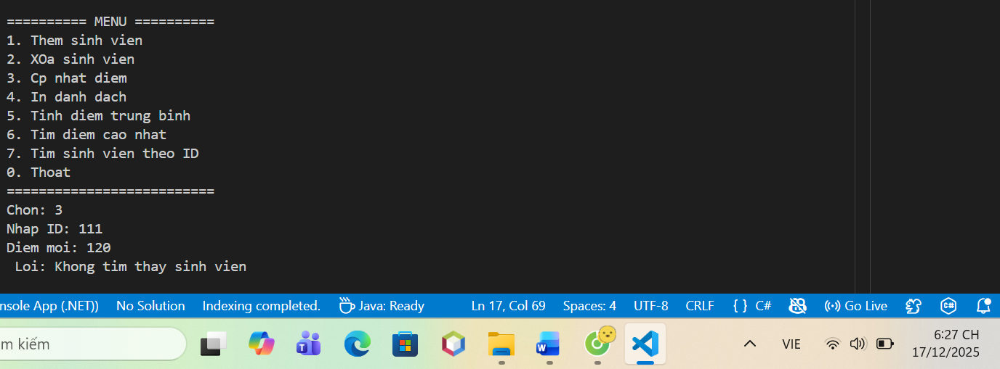 ========== MENU ==========
1. Them sinh vien
2. XOa sinh vien
3. Cp nhat diem
4. In danh dach
5. Tinh diem trung binh
6. Tim diem cao nhat
7. Tim sinh vien theo ID
0. Thoat
==========================
Chon: 3
Nhap ID: 111
Diem moi: 120
Loi: Khong tim thay sinh vien
nsole App (.NET)) No Solution Indexing completed. Java: Ready Ln 17, Col 69 Spaces: 4 UTF-8 CRLF { } C# Go Live C#
m kiếm T W VIE 6:27 CH
17/12/2025